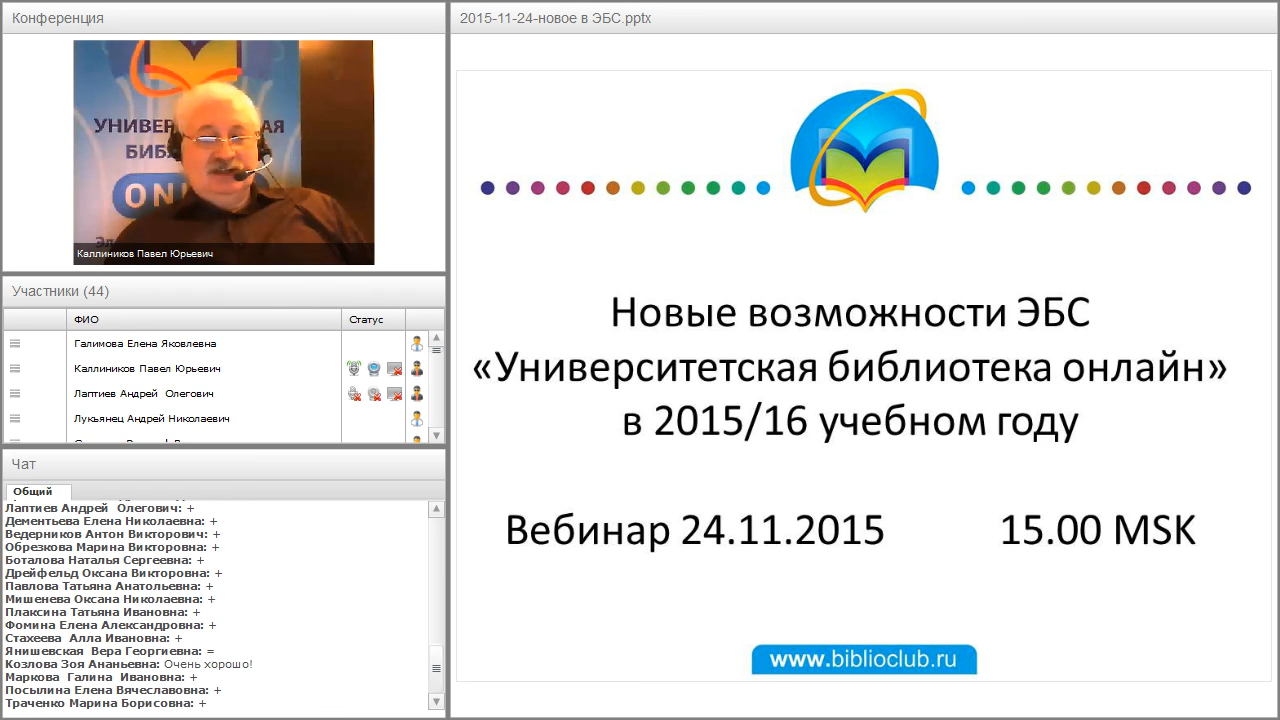 Конференция
УНИВЕР АЯ
БИБ
ON
Каллиников Павел Юрьевич
Участники (44)
ФИО Статус
Галимова Елена Яковлевна
Каллиников Павел Юрьевич
Лаптиев Андрей Олегович
Лукьянец Андрей Николаевич
Чат
Общий
Лаптиев Андрей Олегович: +
Дементьева Елена Николаевна: +
Ведерников Антон Викторович: +
Обрезкова Марина Викторовна: +
Боталова Наталья Сергеевна: +
Дрейфельд Оксана Викторовна: +
Павлова Татьяна Анатольевна: +
Мишенева Оксана Николаевна: +
Плаксина Татьяна Ивановна: +
Фомина Елена Александровна: +
Стахеева Алла Ивановна: +
Янишевская Вера Георгиевна: =
Козлова Зоя Ананьевна: Очень хорошо!
Маркова Галина Ивановна: +
Посылина Елена Вячеславовна: +
Траченко Марина Борисовна: +
2015-11-24-новое в ЭБС.pptx
Новые возможности ЭБС
«Университетская библиотека онлайн»
в 2015/16 учебном году
Вебинар 24.11.2015 15.00 MSK
www.biblioclub.ru